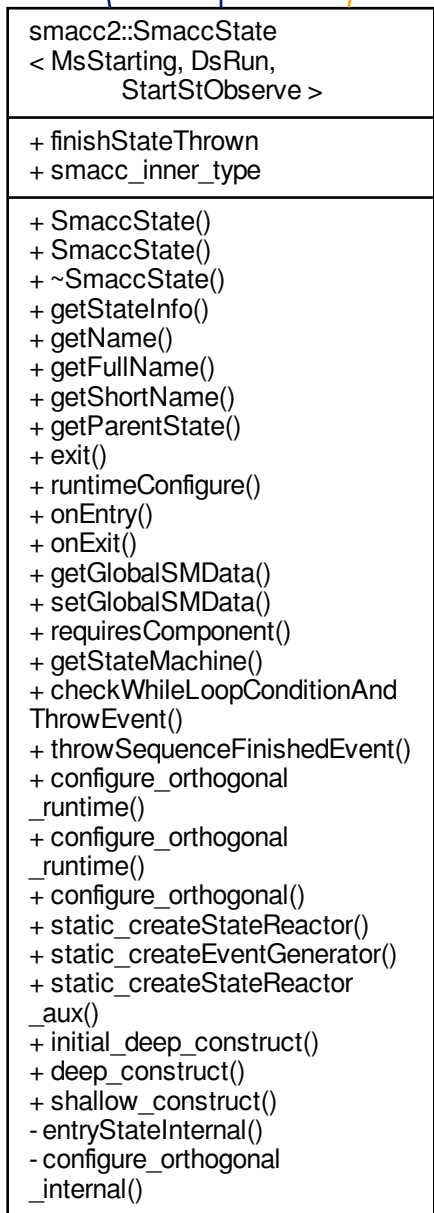 smacc2::SmaccState
< MsStarting, DsRun,
StartStObserve >
+ finishStateThrown
+ smacc_inner_type
+ SmaccState()
+ SmaccState()
+ ~SmaccState()
+ getStateInfo()
+ getName()
+ getFullName()
+ getShortName()
+ getParentState()
+ exit()
+ runtimeConfigure()
+ onEntry()
+ onExit()
+ getGlobalSMData()
+ setGlobalSMData()
+ requiresComponent()
+ getStateMachine()
+ checkWhileLoopConditionAnd
ThrowEvent()
+ throwSequenceFinishedEvent()
+ configure_orthogonal
_runtime()
+ configure_orthogonal
_runtime()
+ configure_orthogonal()
+ static_createStateReactor()
+ static_createEventGenerator()
+ static_createStateReactor
_aux()
+ initial_deep_construct()
+ deep_construct()
+ shallow_construct()
- entryStateInternal()
- configure_orthogonal
_internal()